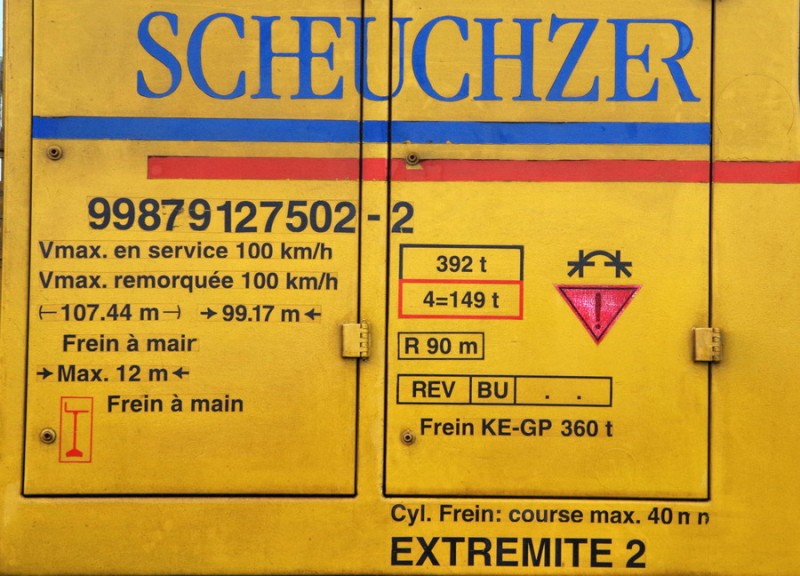 SCHEUCHZER
99879127502-2
Vmax. en service 100 km/h
Vmax. remorquée 100 km/h
107.44 m 99.17 m
Frein à mair
Max. 12 m
Frein à main
392 t
4=149 t
!
R 90 m
REV BU . .
Frein KE-GP 360 t
Cyl. Frein: course max. 40 n n
EXTREMITE 2